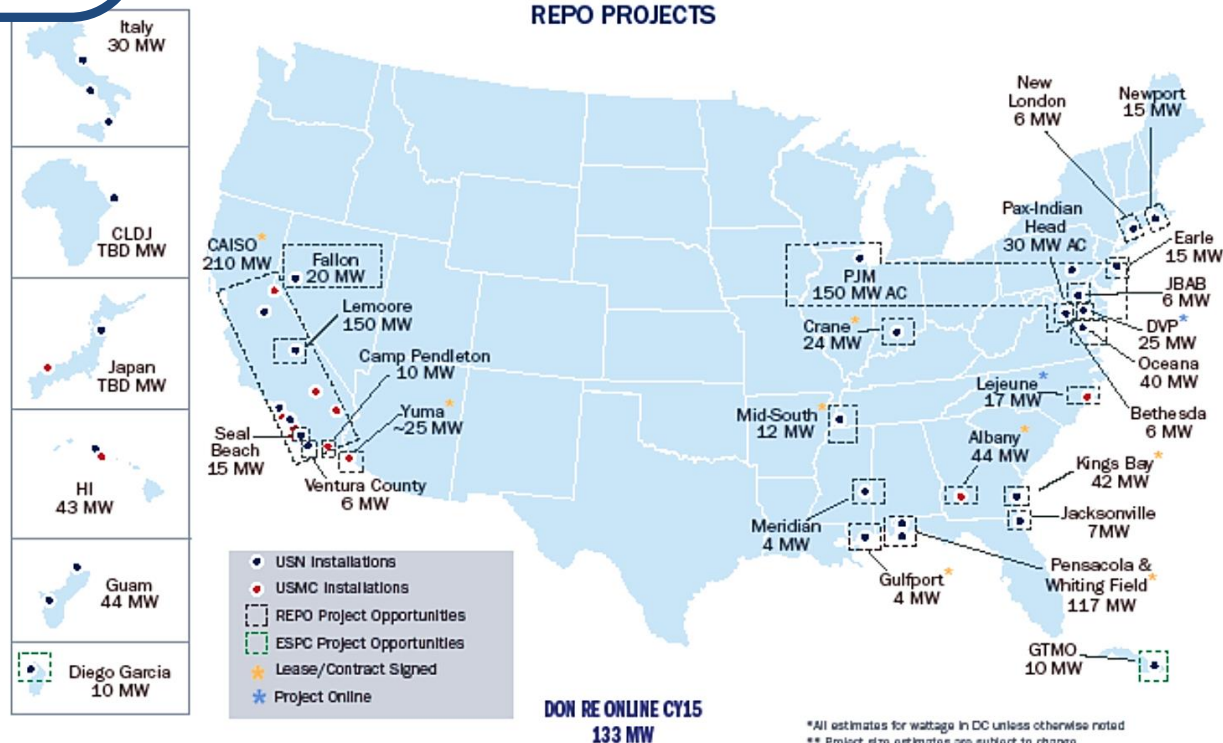 REPO PROJECTS
Italy
30 MW
CLDJ
TBD MW
Japan
TBD MW
HI
43 MW
Guam
44 MW
Diego Garcia
10 MW
CAISO*
210 MW
Fallon
20 MW
Lemoore
150 MW
Camp Pendleton
10 MW
Yuma*
~25 MW
Seal
Beach
15 MW
Ventura County
6 MW
New
London
6 MW
Newport
15 MW
Pax-Indian
Head
30 MW AC
Earle
15 MW
PJM
150 MW AC
JBAB
6 MW
Crane*
24 MW
DVP*
25 MW
Oceana
40 MW
Lejeune*
17 MW
Bethesda
6 MW
Mid-South*
12 MW
Albany*
44 MW
Kings Bay*
42 MW
Meridian
4 MW
Jacksonville
7MW
Gulfport*
4 MW
Pensacola &
Whiting Field*
117 MW
GTMO
10 MW
USN Installations
USMC Installations
REPO Project Opportunities
ESPC Project Opportunities
* Lease/Contract Signed
* Project Online
DON RE ONLINE CY15
133 MW
*All estimates for wattage in DC unless otherwise noted
** Project size estimates are subject to change